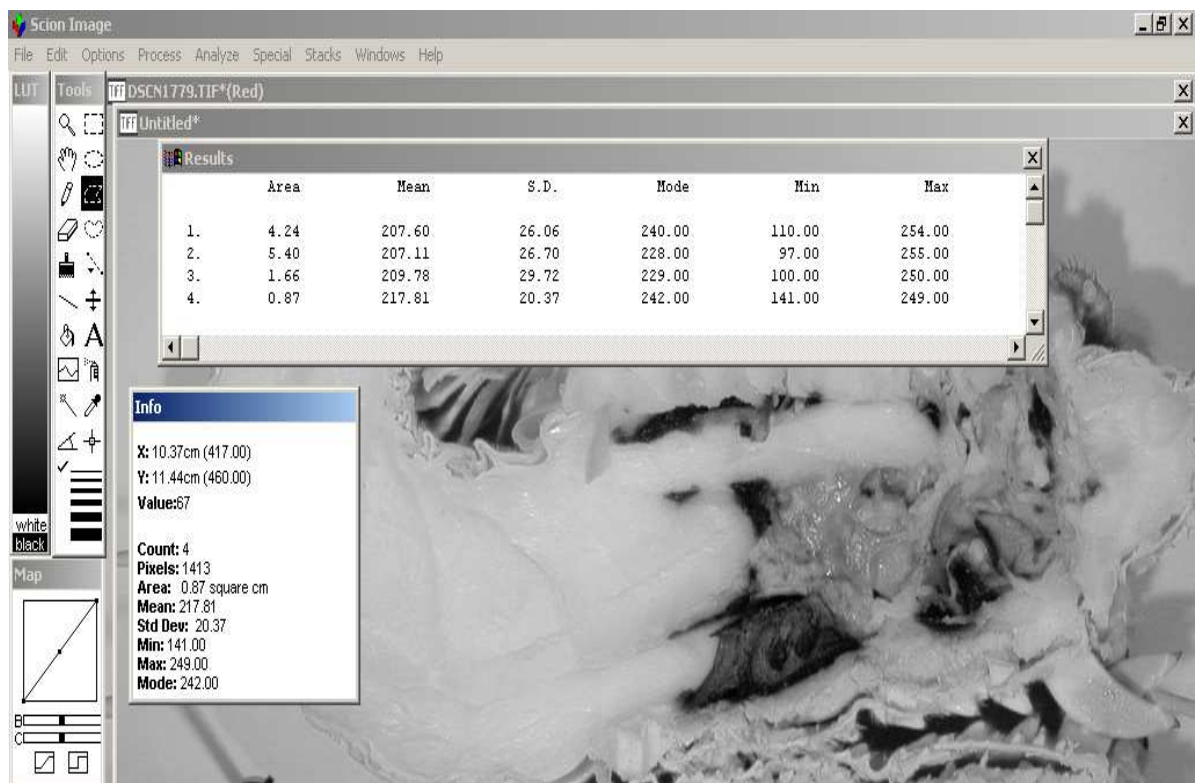 Scion Image
File Edit Options Process Analyze Special Stacks Windows Help
LUT
Tools
TIFF DSCN1779.TIF*(Red)
TIFF Untitled*
Results
Area Mean S.D. Mode Min Max
1. 4.24 207.60 26.06 240.00 110.00 254.00
2. 5.40 207.11 26.70 228.00 97.00 255.00
3. 1.66 209.78 29.72 229.00 100.00 250.00
4. 0.87 217.81 20.37 242.00 141.00 249.00
A
white
black
Info
X: 10.37cm (417.00)
Y: 11.44cm (460.00)
Value:67
Count: 4
Pixels: 1413
Area: 0.87 square cm
Mean: 217.81
Std Dev: 20.37
Min: 141.00
Max: 249.00
Mode: 242.00
Map
B
C